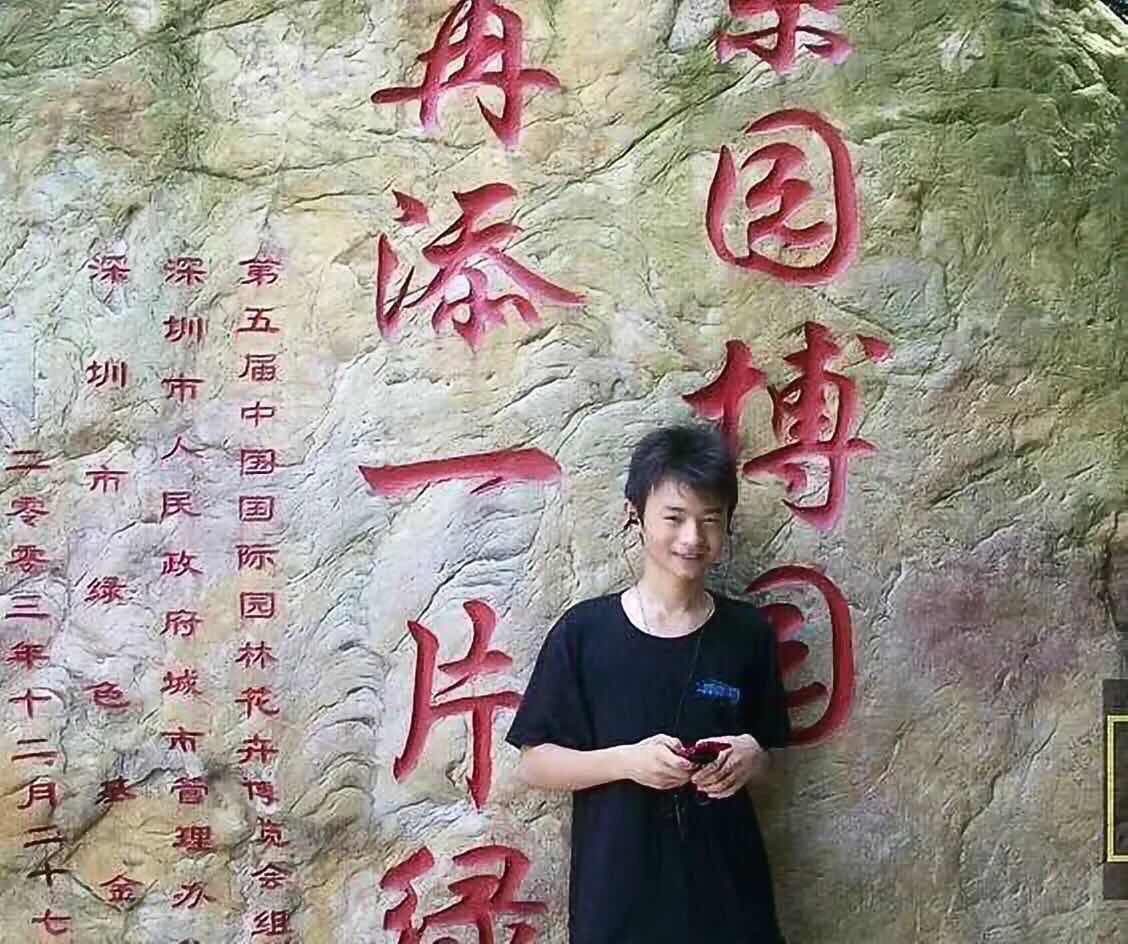 园博园
再添一片绿
第五届中国国际园林花卉博览会组
深圳市人民政府城市管理办
深圳市绿色基金
二零零三年十二月二十七